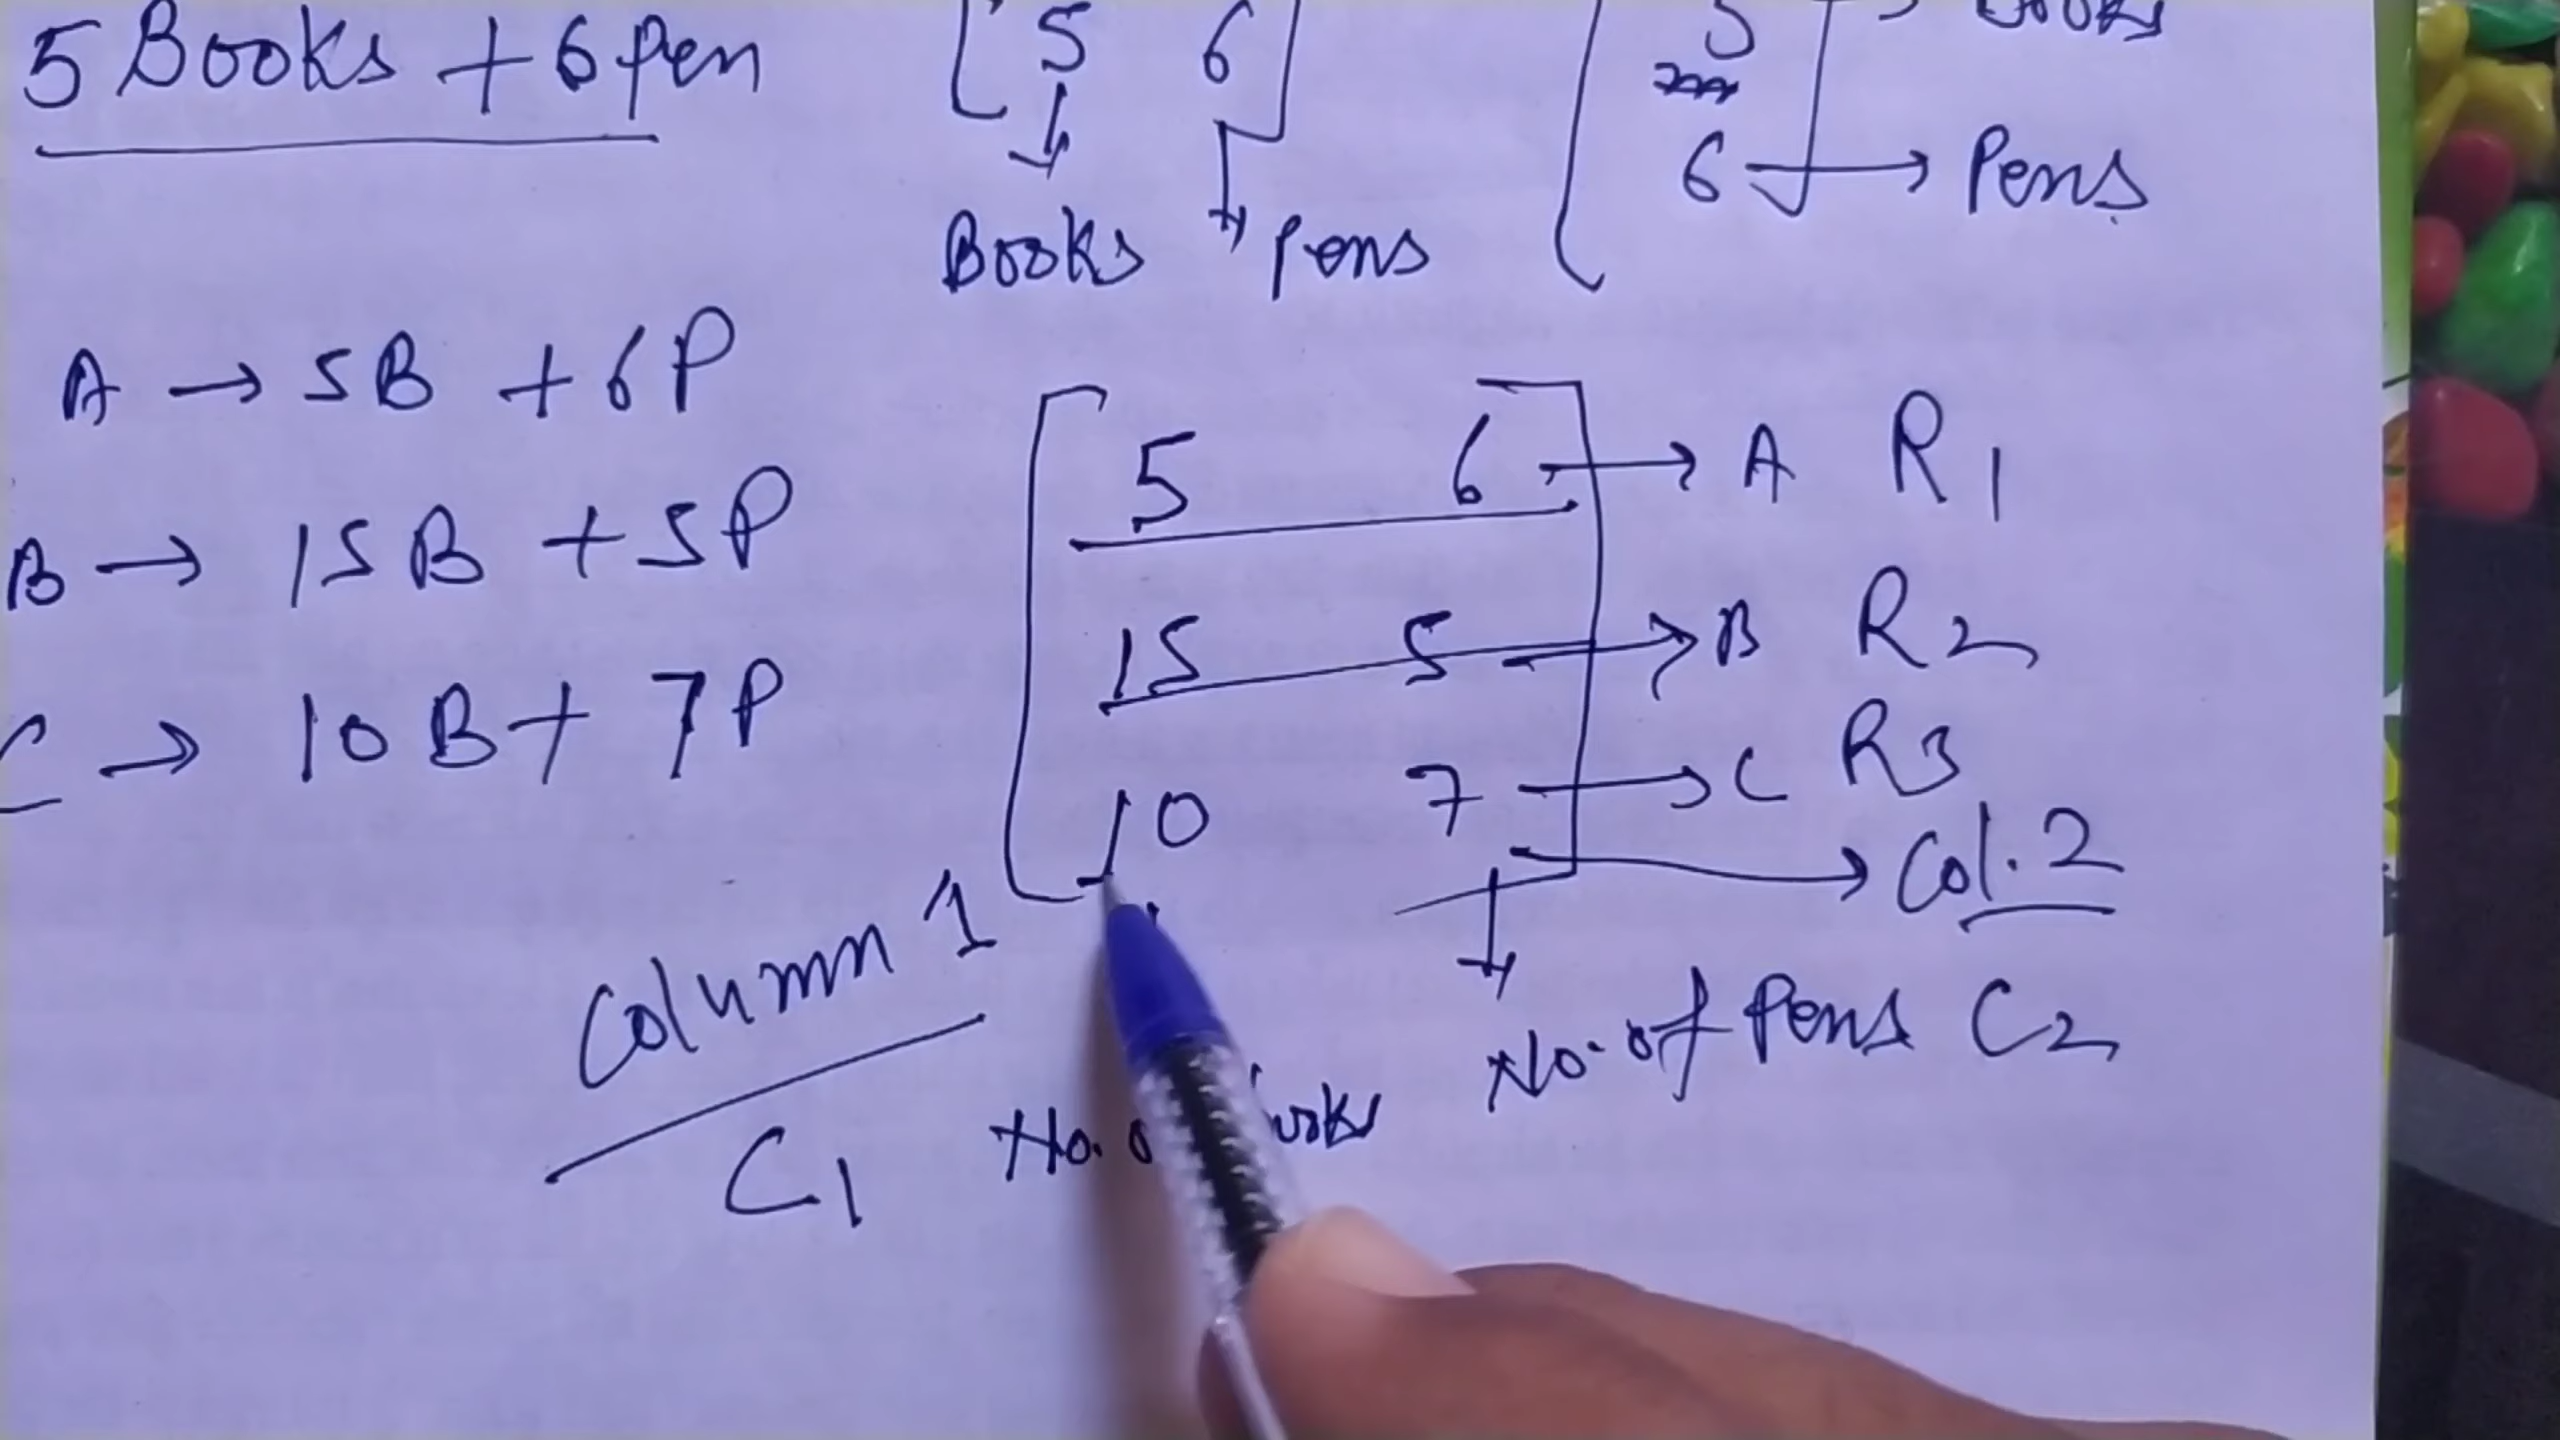 5 Books + 6 Pen
5 6
Books Pens
5 Books
6 → Pens
A → 5B + 6P
B → 15B + 5P
C → 10B + 7P
5 6 → A R1
15 5 → B R2
10 7 → C R3
→ Col. 2
Column 1
C1
No. of Pens C2
No.